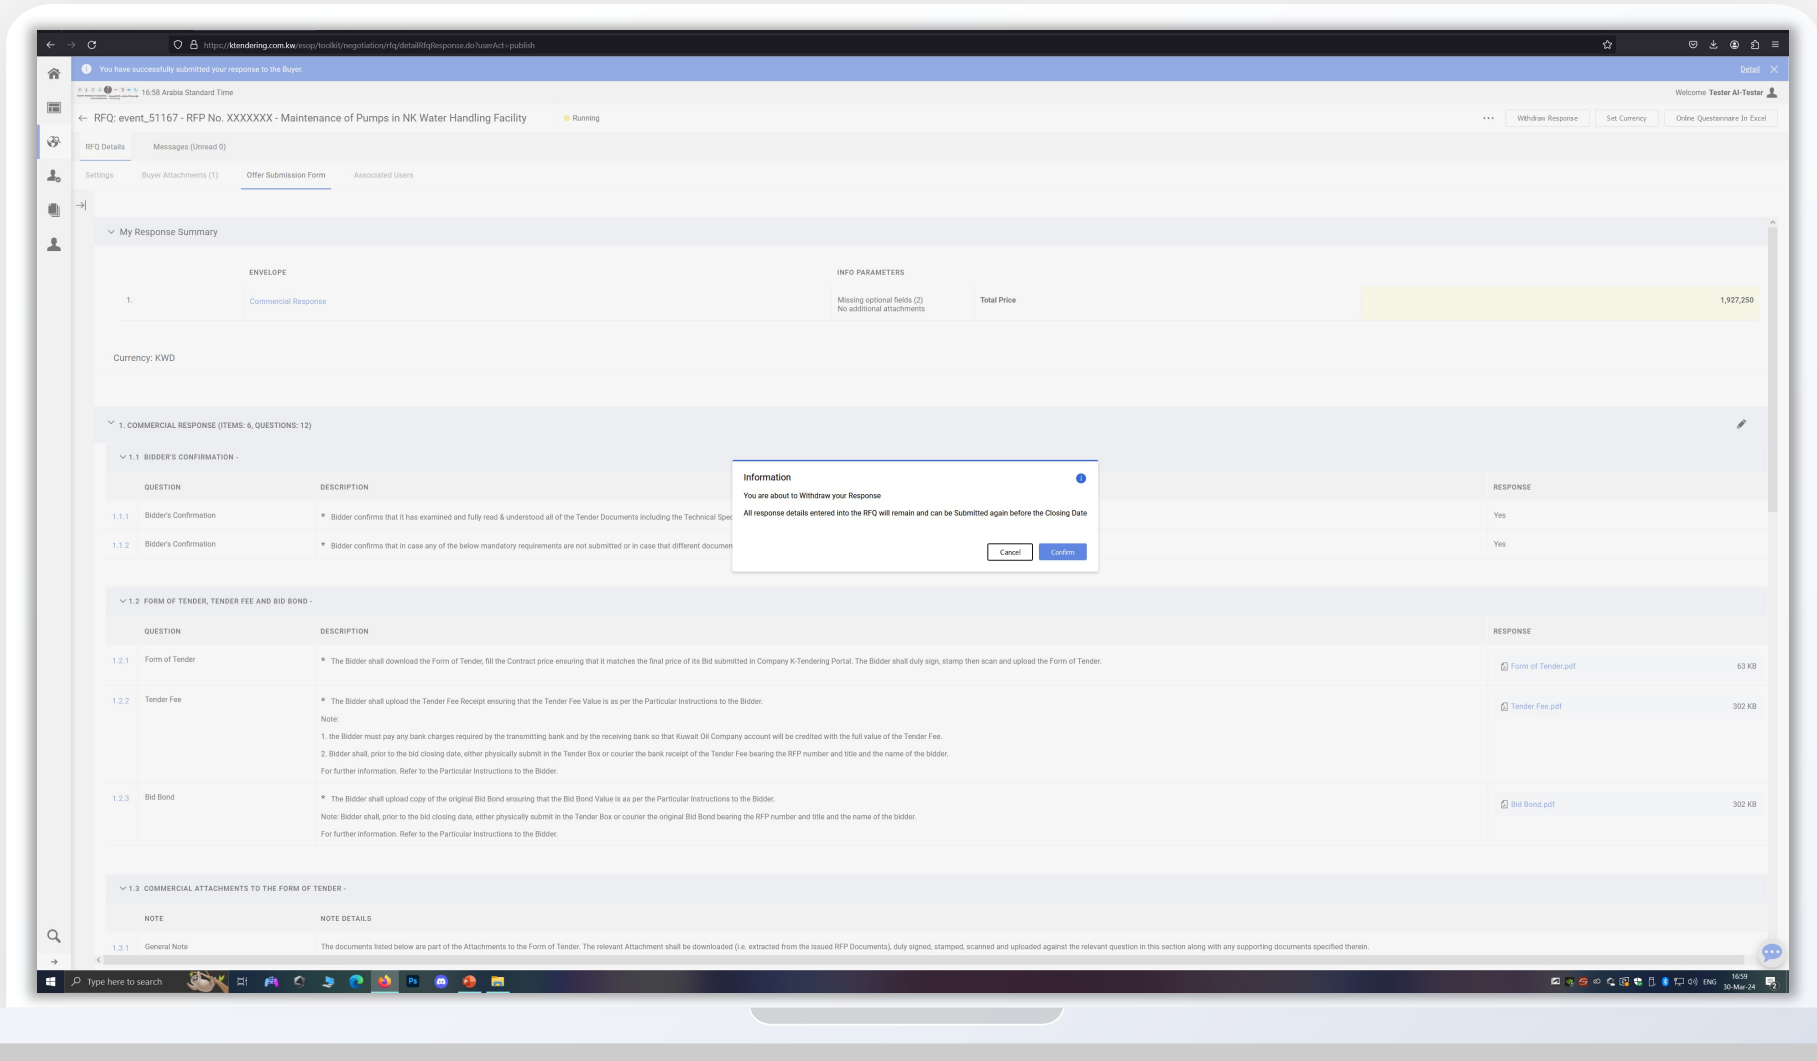 https://ktendering.com.kw/esop/toolkit/negotiation/rfq/detailRfqResponse.do?userAct=publish
You have successfully submitted your response to the Buyer.
Detail
16:58 Arabia Standard Time
Welcome Tester Al-Tester
RFQ: event_51167 - RFP No. XXXXXXX - Maintenance of Pumps in NK Water Handling Facility
Running
Withdraw Response
Set Currency
Online Questionnaire In Excel
RFQ Details
Messages (Unread 0)
Settings
Buyer Attachments (1)
Offer Submission Form
Associated Users
My Response Summary
ENVELOPE
INFO PARAMETERS
1.
Commercial Response
Missing optional fields (2)
No additional attachments
Total Price
1,927,250
Currency: KWD
1. COMMERCIAL RESPONSE (ITEMS: 6, QUESTIONS: 12)
1.1 BIDDER'S CONFIRMATION -
QUESTION
DESCRIPTION
RESPONSE
1.1.1 Bidder's Confirmation
* Bidder confirms that it has examined and fully read & understood all of the Tender Documents including the Technical Spec
Yes
1.1.2 Bidder's Confirmation
* Bidder confirms that in case any of the below mandatory requirements are not submitted or in case that different documen
Yes
Information
You are about to Withdraw your Response
All response details entered into the RFQ will remain and can be Submitted again before the Closing Date
Cancel
Confirm
1.2 FORM OF TENDER, TENDER FEE AND BID BOND -
QUESTION
DESCRIPTION
RESPONSE
1.2.1 Form of Tender
* The Bidder shall download the Form of Tender, fill the Contract price ensuring that it matches the final price of its Bid submitted in Company K-Tendering Portal. The Bidder shall duly sign, stamp then scan and upload the Form of Tender.
Form of Tender.pdf
63 KB
1.2.2 Tender Fee
* The Bidder shall upload the Tender Fee Receipt ensuring that the Tender Fee Value is as per the Particular Instructions to the Bidder.
Note:
1. the Bidder must pay any bank charges required by the transmitting bank and by the receiving bank so that Kuwait Oil Company account will be credited with the full value of the Tender Fee.
2. Bidder shall, prior to the bid closing date, either physically submit in the Tender Box or courier the bank receipt of the Tender Fee bearing the RFP number and title and the name of the bidder.
For further information. Refer to the Particular Instructions to the Bidder.
Tender Fee.pdf
302 KB
1.2.3 Bid Bond
* The Bidder shall upload copy of the original Bid Bond ensuring that the Bid Bond Value is as per the Particular Instructions to the Bidder.
Note: Bidder shall, prior to the bid closing date, either physically submit in the Tender Box or courier the original Bid Bond bearing the RFP number and title and the name of the bidder.
For further information. Refer to the Particular Instructions to the Bidder.
Bid Bond.pdf
302 KB
1.3 COMMERCIAL ATTACHMENTS TO THE FORM OF TENDER -
NOTE
NOTE DETAILS
1.3.1 General Note
The documents listed below are part of the Attachments to the Form of Tender. The relevant Attachment shall be downloaded (i.e. extracted from the issued RFP Documents), duly signed, stamped, scanned and uploaded against the relevant question in this section along with any supporting documents specified therein.
Type here to search
Ps
ENG
16:59
30-Mar-24